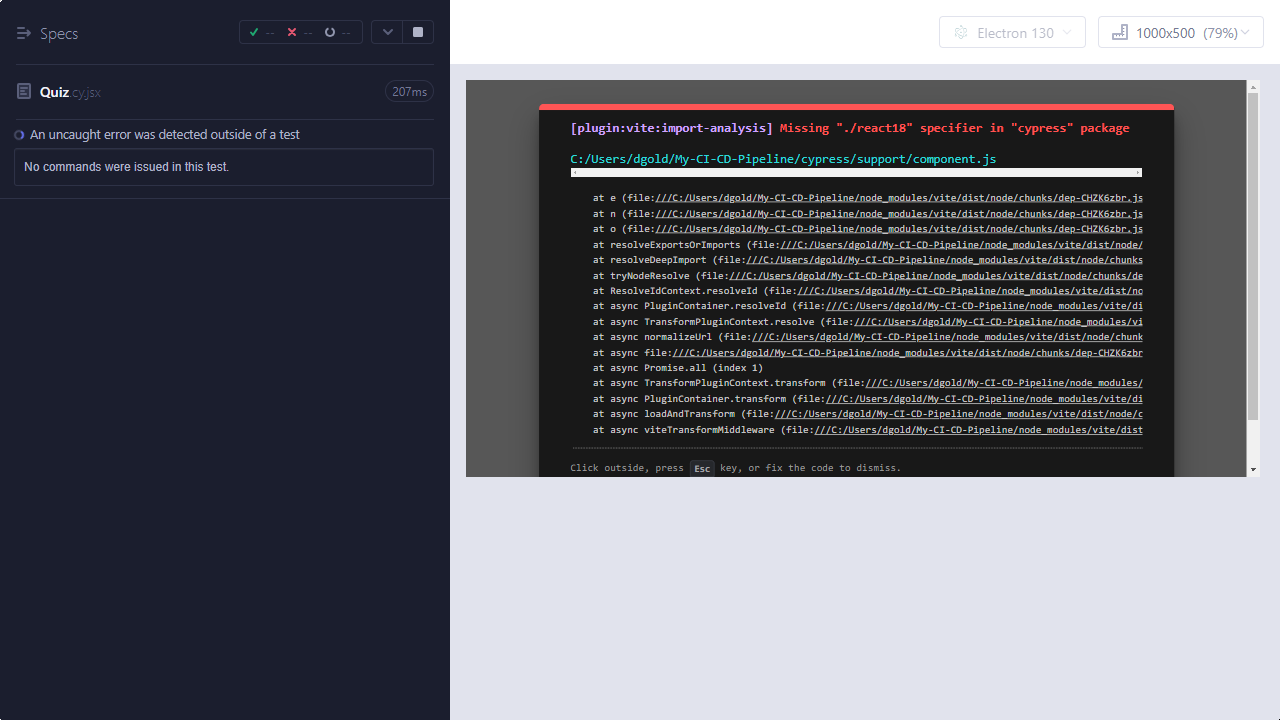 Specs
-- -- --
Quiz.cy.jsx 207ms
An uncaught error was detected outside of a test
No commands were issued in this test.
Electron 130
1000x500 (79%)
[plugin:vite:import-analysis] Missing "./react18" specifier in "cypress" package
C:/Users/dgold/My-CI-CD-Pipeline/cypress/support/component.js
at e (file:///C:/Users/dgold/My-CI-CD-Pipeline/node_modules/vite/dist/node/chunks/dep-CHZK6zbr.js
at n (file:///C:/Users/dgold/My-CI-CD-Pipeline/node_modules/vite/dist/node/chunks/dep-CHZK6zbr.js
at o (file:///C:/Users/dgold/My-CI-CD-Pipeline/node_modules/vite/dist/node/chunks/dep-CHZK6zbr.js
at resolveExportsOrImports (file:///C:/Users/dgold/My-CI-CD-Pipeline/node_modules/vite/dist/node/
at resolveDeepImport (file:///C:/Users/dgold/My-CI-CD-Pipeline/node_modules/vite/dist/node/chunks
at tryNodeResolve (file:///C:/Users/dgold/My-CI-CD-Pipeline/node_modules/vite/dist/node/chunks/de
at ResolveIdContext.resolveId (file:///C:/Users/dgold/My-CI-CD-Pipeline/node_modules/vite/dist/no
at async PluginContainer.resolveId (file:///C:/Users/dgold/My-CI-CD-Pipeline/node_modules/vite/di
at async TransformPluginContext.resolve (file:///C:/Users/dgold/My-CI-CD-Pipeline/node_modules/vi
at async normalizeUrl (file:///C:/Users/dgold/My-CI-CD-Pipeline/node_modules/vite/dist/node/chunk
at async file:///C:/Users/dgold/My-CI-CD-Pipeline/node_modules/vite/dist/node/chunks/dep-CHZK6zbr
at async Promise.all (index 1)
at async TransformPluginContext.transform (file:///C:/Users/dgold/My-CI-CD-Pipeline/node_modules/
at async PluginContainer.transform (file:///C:/Users/dgold/My-CI-CD-Pipeline/node_modules/vite/di
at async loadAndTransform (file:///C:/Users/dgold/My-CI-CD-Pipeline/node_modules/vite/dist/node/c
at async viteTransformMiddleware (file:///C:/Users/dgold/My-CI-CD-Pipeline/node_modules/vite/dist
Click outside, press Esc key, or fix the code to dismiss.